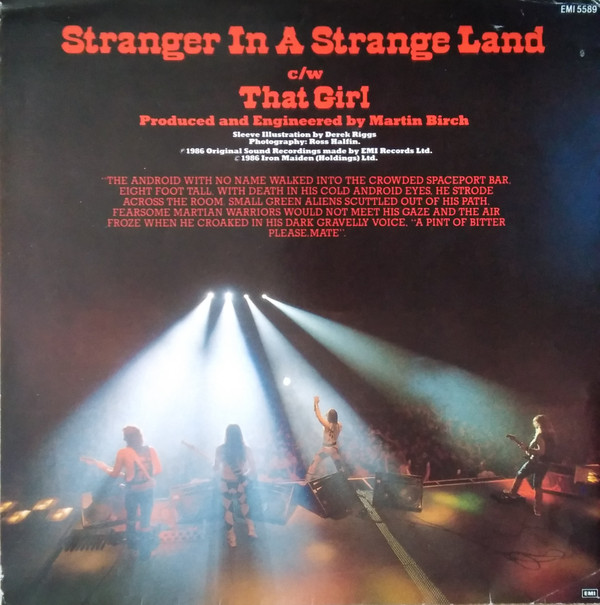 EMI 5589
Stranger In A Strange Land
c/w
That Girl
Produced and Engineered by Martin Birch
Sleeve Illustration by Derek Riggs
Photography: Ross Halfin.
℗ 1986 Original Sound Recordings made by EMI Records Ltd.
© 1986 Iron Maiden (Holdings) Ltd.
"THE ANDROID WITH NO NAME WALKED INTO THE CROWDED SPACEPORT BAR.
EIGHT FOOT TALL, WITH DEATH IN HIS COLD ANDROID EYES, HE STRODE
ACROSS THE ROOM. SMALL GREEN ALIENS SCUTTLED OUT OF HIS PATH,
FEARSOME MARTIAN WARRIORS WOULD NOT MEET HIS GAZE AND THE AIR
FROZE WHEN HE CROAKED IN HIS DARK GRAVELLY VOICE, "A PINT OF BITTER
PLEASE.MATE".
EMI